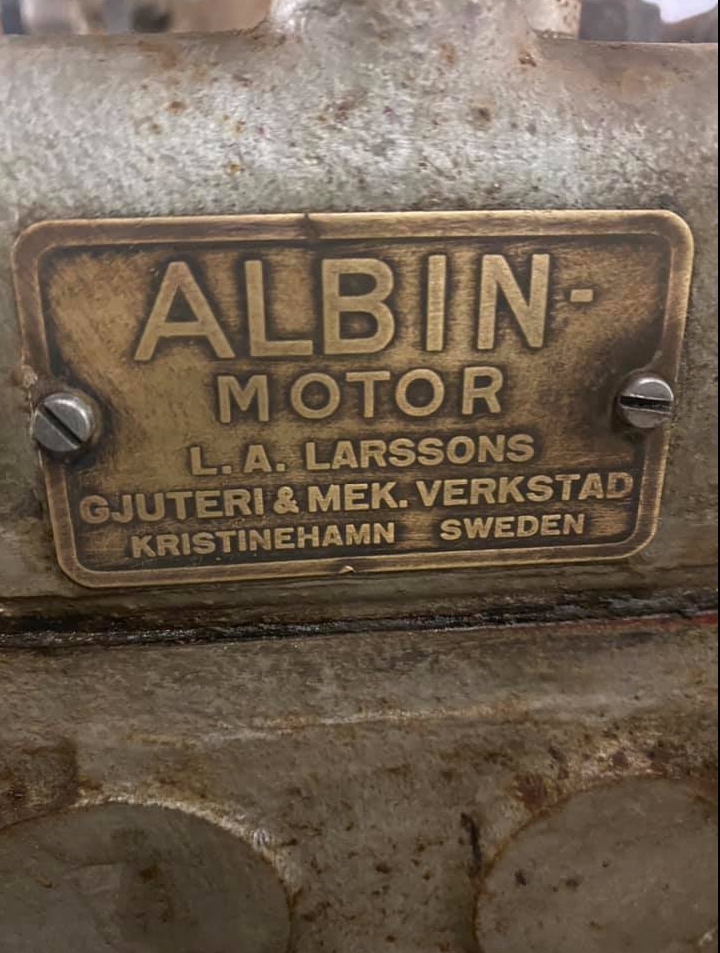 ALBIN-
MOTOR
L. A. LARSSONS
GJUTERI & MEK. VERKSTAD
KRISTINEHAMN SWEDEN